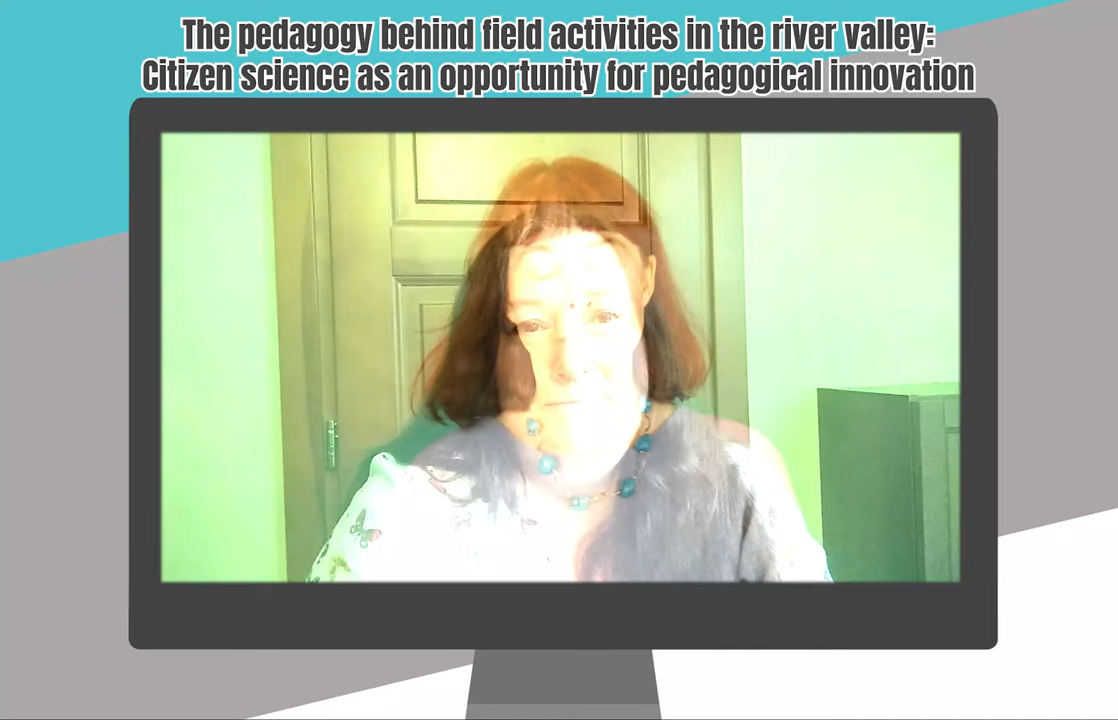 The pedagogy behind field activities in the river valley:
Citizen science as an opportunity for pedagogical innovation